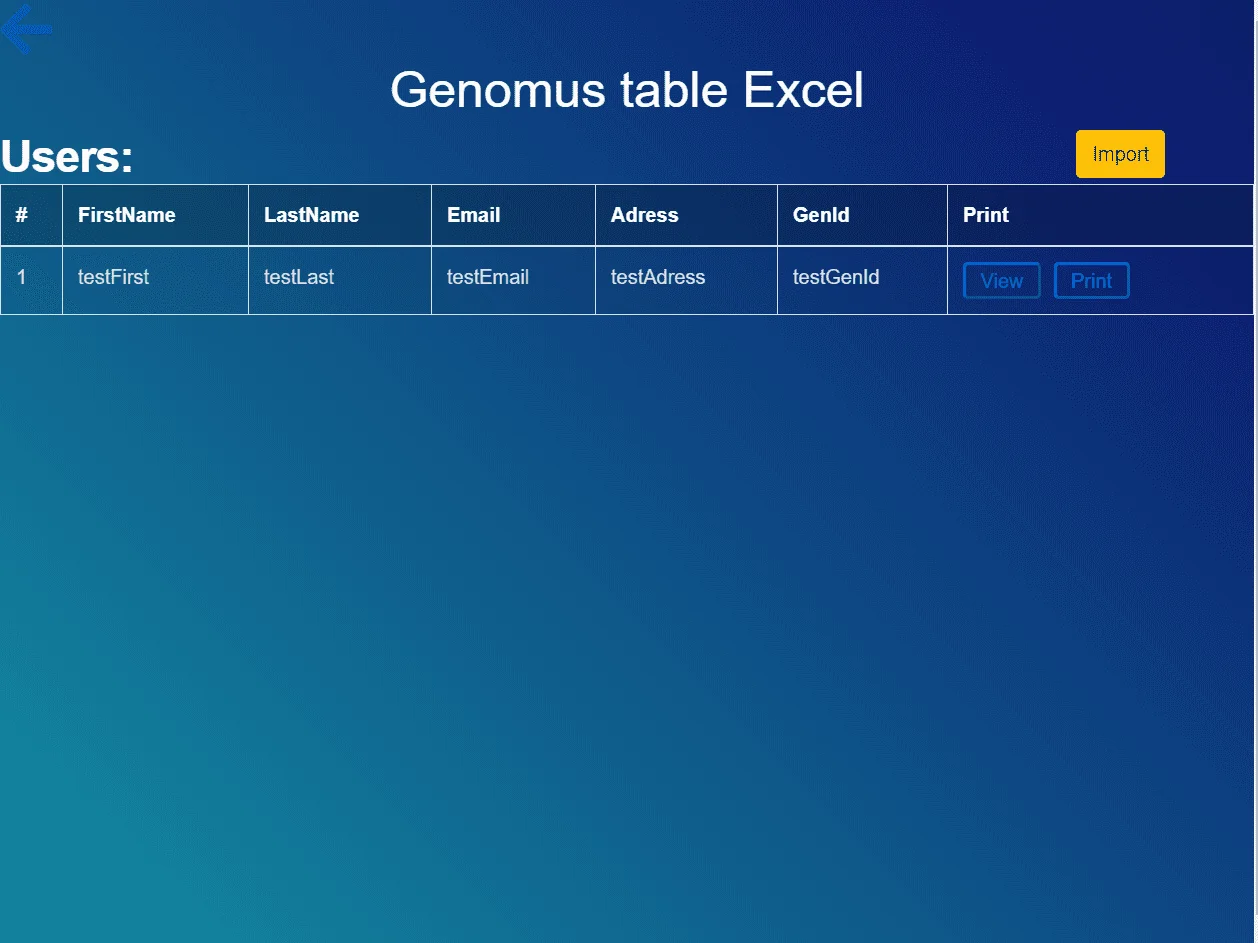 Genomus table Excel
Users:
Import
# FirstName LastName Email Adress GenId Print
1 testFirst testLast testEmail testAdress testGenId View Print